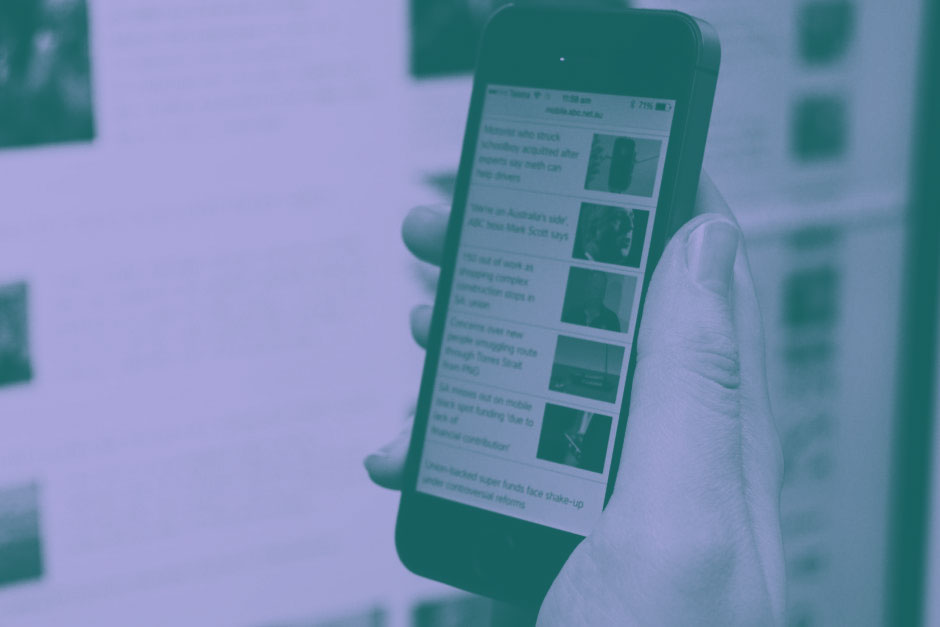 Telstra 11:59 am 71%
mobile.abc.net.au
Motorist who struck
schoolboy acquitted after
experts say meth can
help drivers
'We're on Australia's side',
ABC boss Mark Scott says
150 out of work as
shopping complex
construction stops in
SA: union
Concerns over new
people smuggling route
through Torres Strait
from PNG
SA misses out on mobile
black spot funding 'due to
lack of
financial contribution'
Union-backed super funds face shake-up
under controversial reforms